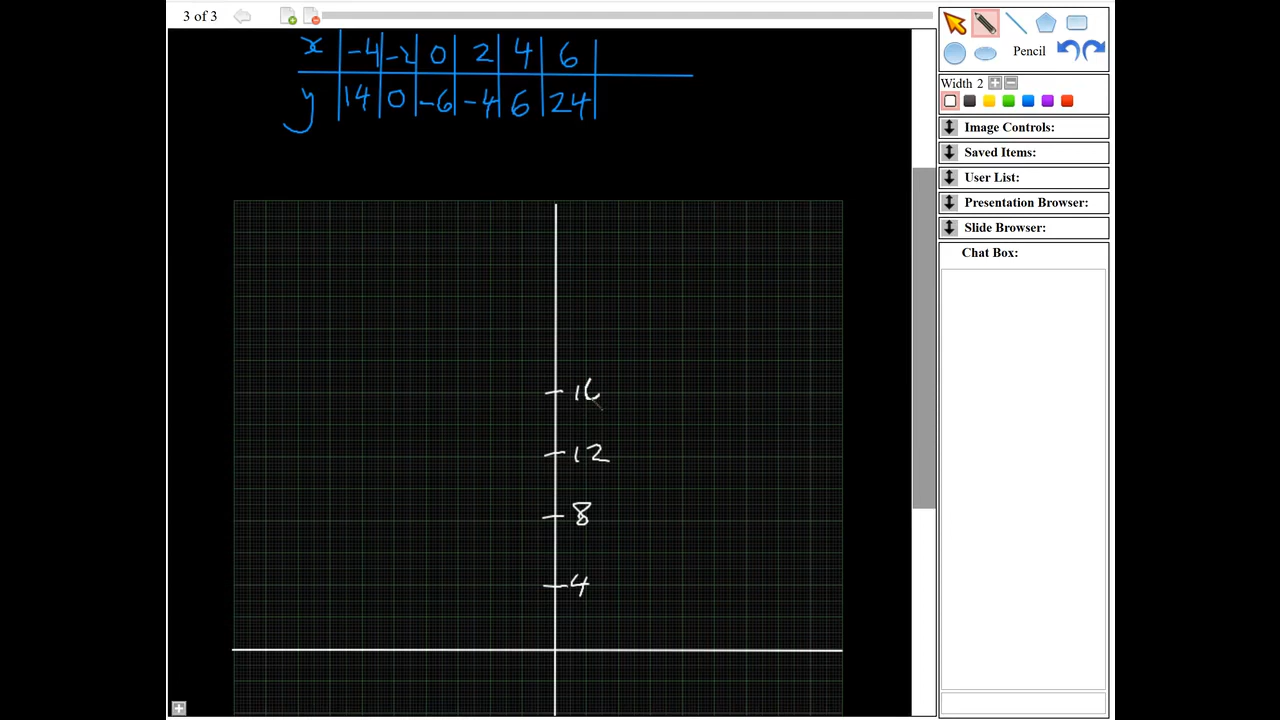 3 of 3
x -4 -2 0 2 4 6
y 14 0 -6 -4 6 24
16
12
8
4
Pencil
Width 2
Image Controls:
Saved Items:
User List:
Presentation Browser:
Slide Browser:
Chat Box: